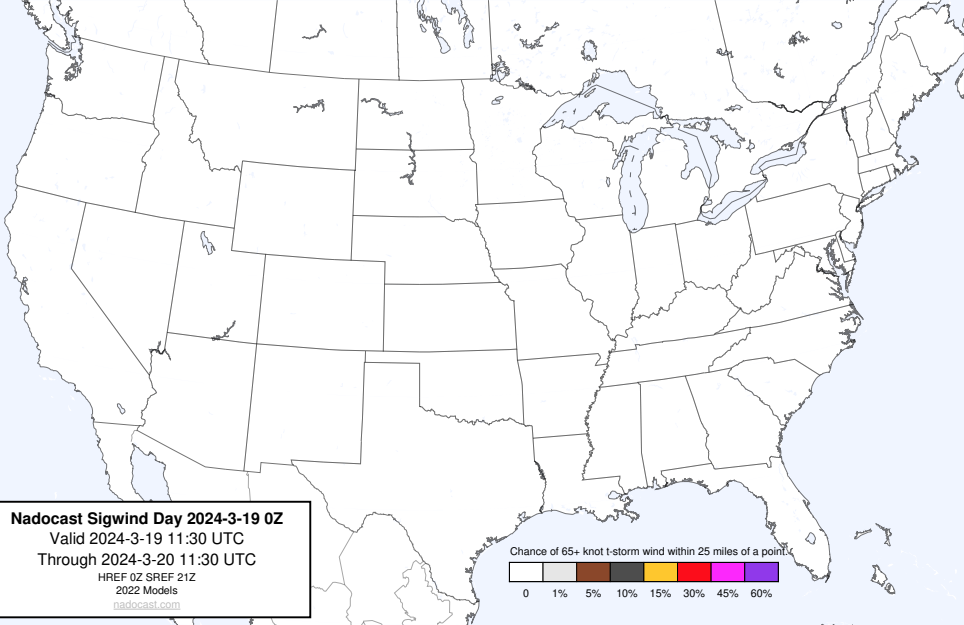 Nadocast Sigwind Day 2024-3-19 0Z
Valid 2024-3-19 11:30 UTC
Through 2024-3-20 11:30 UTC
HREF 0Z SREF 21Z
2022 Models
nadocast.com
Chance of 65+ knot t-storm wind within 25 miles of a point.
0 1% 5% 10% 15% 30% 45% 60%